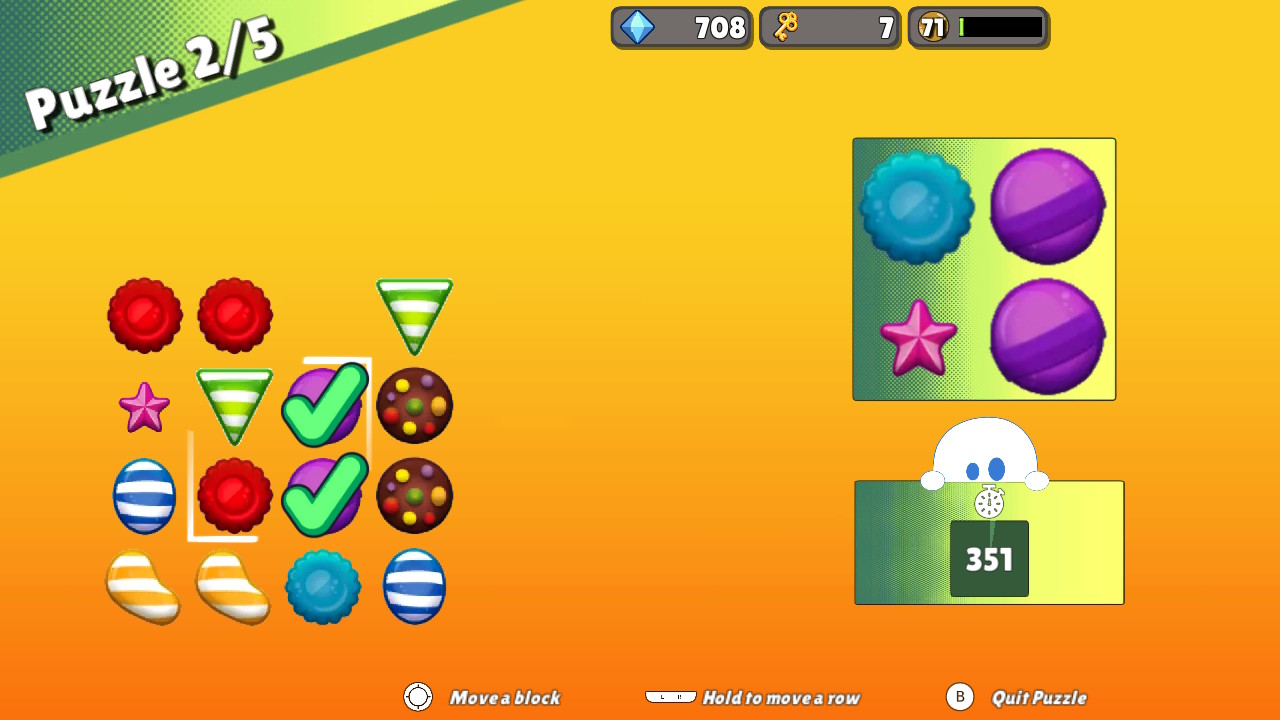 Puzzle 2/5
708
7
71
351
L R
Move a block
Hold to move a row
B
Quit Puzzle